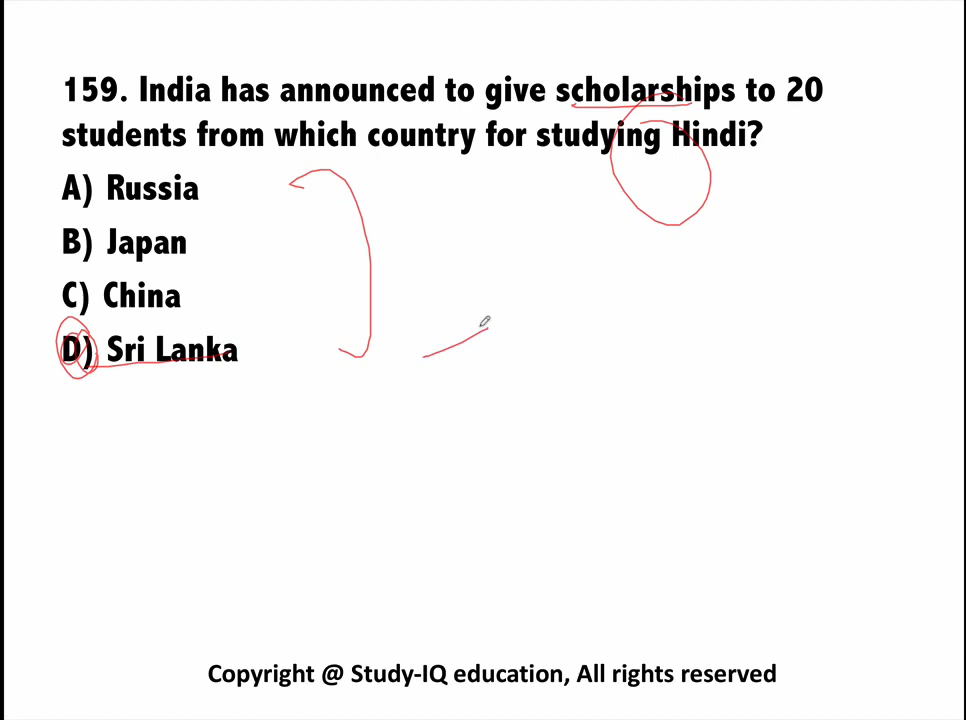 159. India has announced to give scholarships to 20
students from which country for studying Hindi?
A) Russia
B) Japan
C) China
D) Sri Lanka
Copyright @ Study-IQ education, All rights reserved